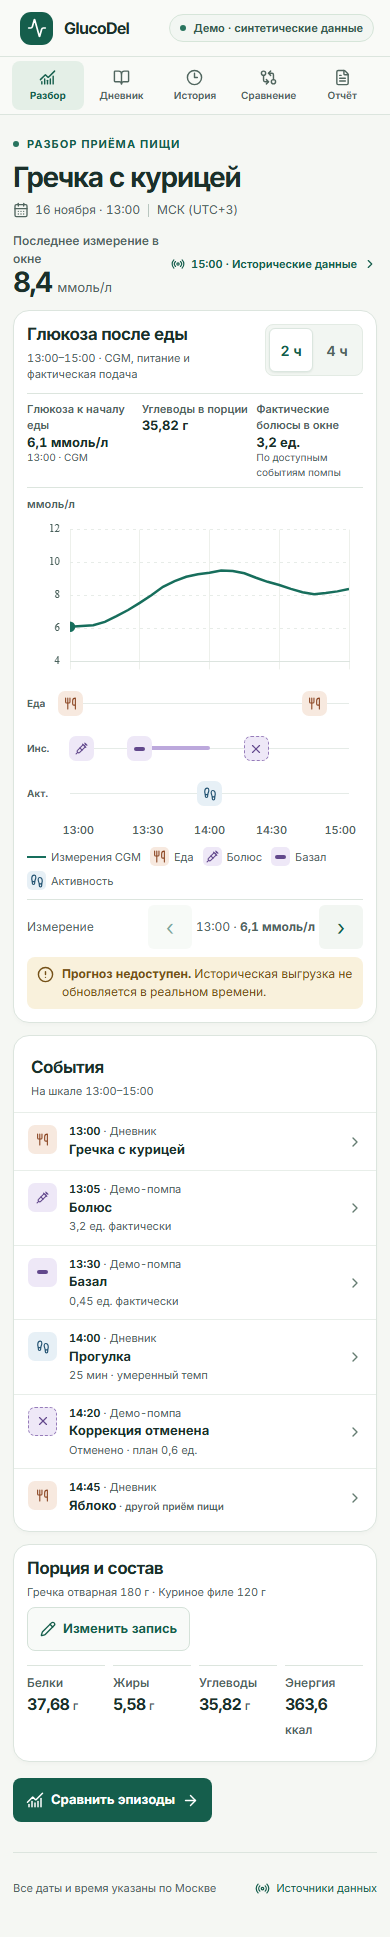 GlucoDel
Демо · синтетические данные
Разбор
Дневник
История
Сравнение
Отчёт
РАЗБОР ПРИЁМА ПИЩИ
Гречка с курицей
16 ноября · 13:00 | МСК (UTC+3)
Последнее измерение в
окне
8,4 ммоль/л
15:00 · Исторические данные
Глюкоза после еды
13:00–15:00 · CGM, питание и
фактическая подача
2 ч
4 ч
Глюкоза к началу
еды
6,1 ммоль/л
13:00 · CGM
Углеводы в порции
35,82 г
Фактические
болюсы в окне
3,2 ед.
По доступным
событиям помпы
ммоль/л
12
10
8
6
4
Еда
Инс.
Акт.
13:00
13:30
14:00
14:30
15:00
Измерения CGM
Еда
Болюс
Базал
Активность
Измерение
13:00 · 6,1 ммоль/л
Прогноз недоступен. Историческая выгрузка не
обновляется в реальном времени.
События
На шкале 13:00–15:00
13:00 · Дневник
Гречка с курицей
13:05 · Демо-помпа
Болюс
3,2 ед. фактически
13:30 · Демо-помпа
Базал
0,45 ед. фактически
14:00 · Дневник
Прогулка
25 мин · умеренный темп
14:20 · Демо-помпа
Коррекция отменена
Отменено · план 0,6 ед.
14:45 · Дневник
Яблоко · другой приём пищи
Порция и состав
Гречка отварная 180 г · Куриное филе 120 г
Изменить запись
Белки
37,68 г
Жиры
5,58 г
Углеводы
35,82 г
Энергия
363,6
ккал
Сравнить эпизоды
Все даты и время указаны по Москве
Источники данных